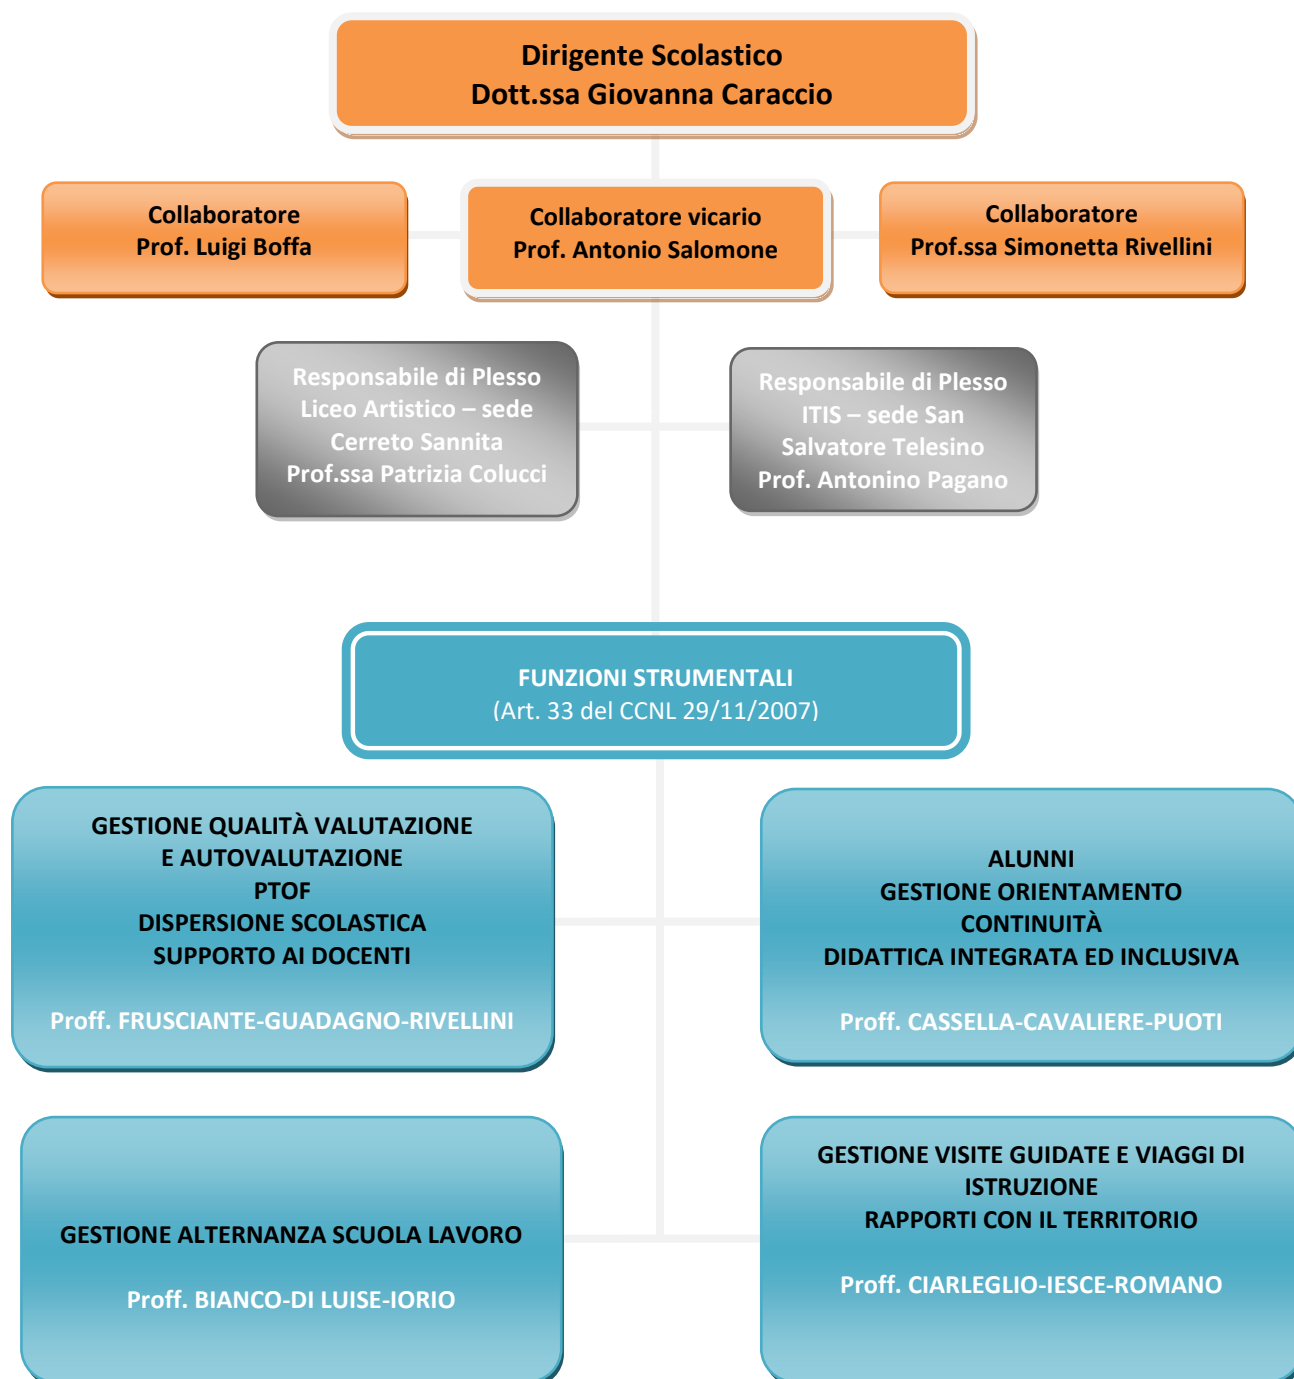 Dirigente Scolastico
Dott.ssa Giovanna Caraccio
Collaboratore
Prof. Luigi Boffa
Collaboratore vicario
Prof. Antonio Salomone
Collaboratore
Prof.ssa Simonetta Rivellini
Responsabile di Plesso
Liceo Artistico – sede
Cerreto Sannita
Prof.ssa Patrizia Colucci
Responsabile di Plesso
ITIS – sede San
Salvatore Telesino
Prof. Antonino Pagano
FUNZIONI STRUMENTALI
(Art. 33 del CCNL 29/11/2007)
GESTIONE QUALITÀ VALUTAZIONE
E AUTOVALUTAZIONE
PTOF
DISPERSIONE SCOLASTICA
SUPPORTO AI DOCENTI
Proff. FRUSCIANTE-GUADAGNO-RIVELLINI
ALUNNI
GESTIONE ORIENTAMENTO
CONTINUITÀ
DIDATTICA INTEGRATA ED INCLUSIVA
Proff. CASSELLA-CAVALIERE-PUOTI
GESTIONE ALTERNANZA SCUOLA LAVORO
Proff. BIANCO-DI LUISE-IORIO
GESTIONE VISITE GUIDATE E VIAGGI DI
ISTRUZIONE
RAPPORTI CON IL TERRITORIO
Proff. CIARLEGLIO-IESCE-ROMANO